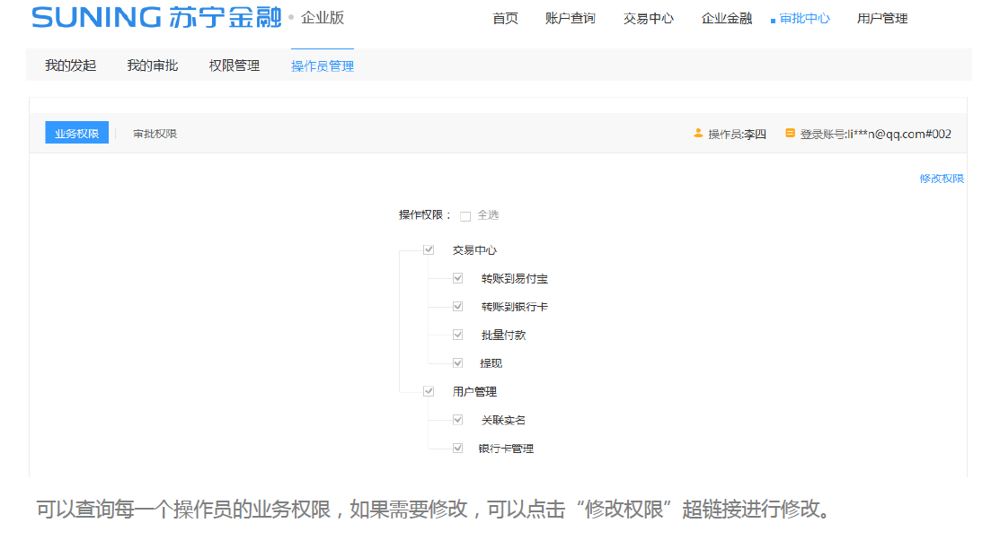 SUNING 苏宁金融 • 企业版
首页 账户查询 交易中心 企业金融 审批中心 用户管理
我的发起 我的审批 权限管理 操作员管理
业务权限 审批权限 操作员:李四 登录账号:li***n@qq.com#002
修改权限
操作权限： 全选
交易中心
转账到易付宝
转账到银行卡
批量付款
提现
用户管理
关联实名
银行卡管理
可以查询每一个操作员的业务权限，如果需要修改，可以点击“修改权限”超链接进行修改。